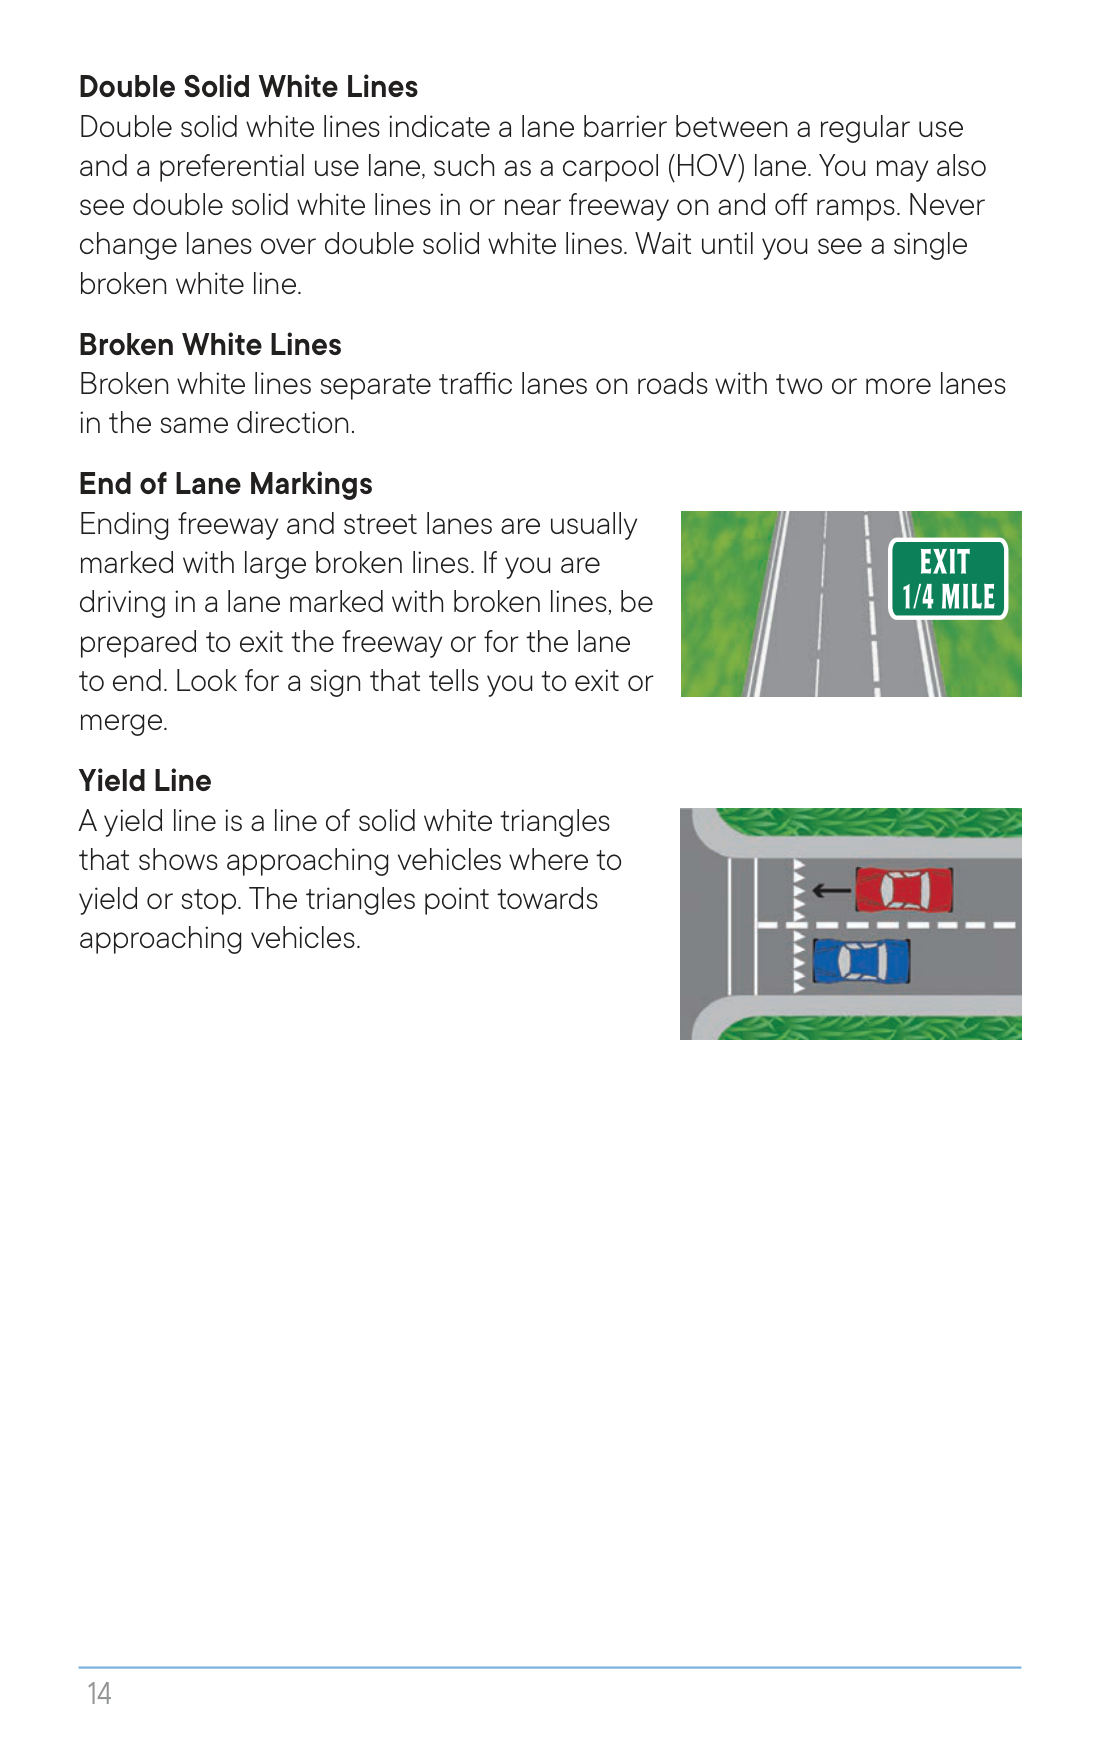 Double Solid White Lines
Double solid white lines indicate a lane barrier between a regular use
and a preferential use lane, such as a carpool (HOV) lane. You may also
see double solid white lines in or near freeway on and off ramps. Never
change lanes over double solid white lines. Wait until you see a single
broken white line.
Broken White Lines
Broken white lines separate traffic lanes on roads with two or more lanes
in the same direction.
End of Lane Markings
Ending freeway and street lanes are usually
marked with large broken lines. If you are
driving in a lane marked with broken lines, be
prepared to exit the freeway or for the lane
to end. Look for a sign that tells you to exit or
merge.
EXIT
1/4 MILE
Yield Line
A yield line is a line of solid white triangles
that shows approaching vehicles where to
yield or stop. The triangles point towards
approaching vehicles.
14